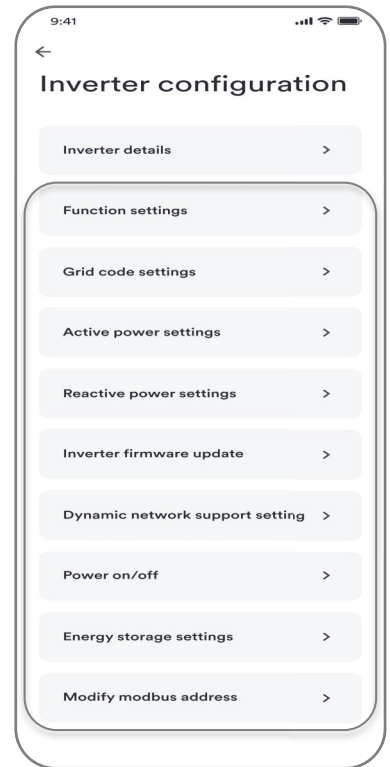 9:41
Inverter configuration
Inverter details
Function settings
Grid code settings
Active power settings
Reactive power settings
Inverter firmware update
Dynamic network support setting
Power on/off
Energy storage settings
Modify modbus address